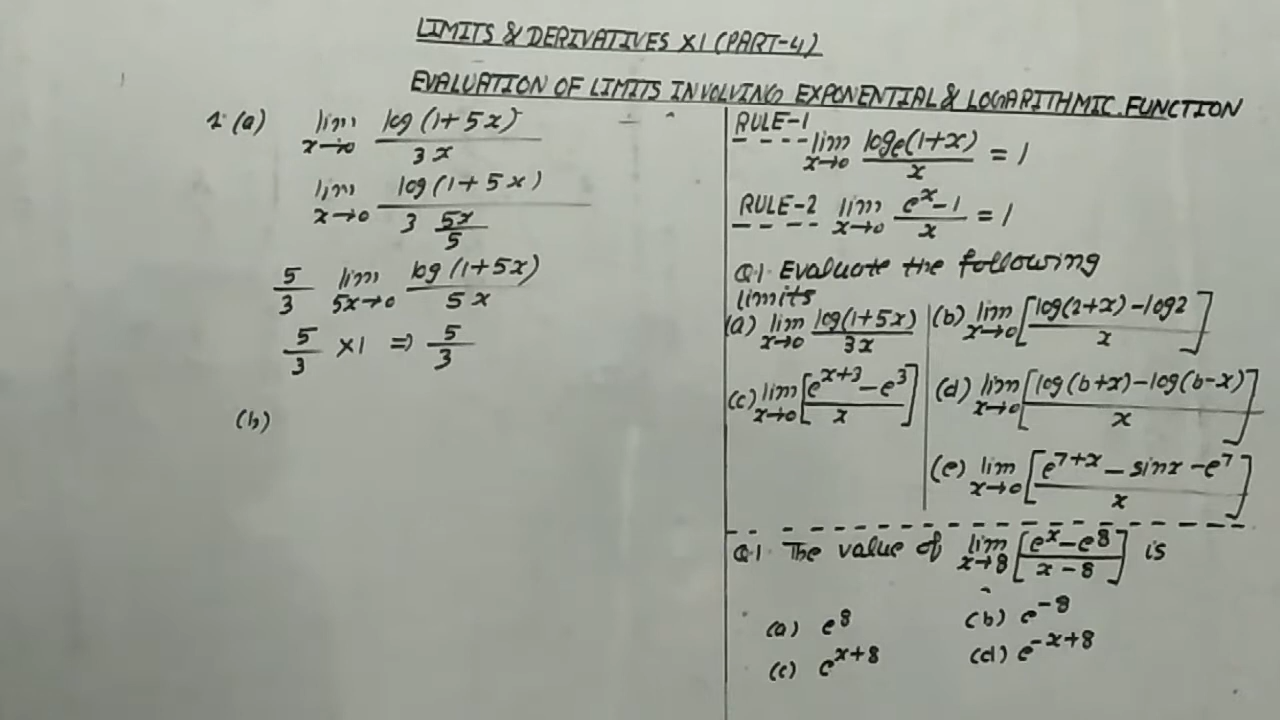 LIMITS & DERIVATIVES XI (PART-4)
EVALUATION OF LIMITS INVOLVING EXPONENTIAL & LOGARITHMIC FUNCTION
1 (a) lim x→0 log(1+5x) / 3x
lim x→0 log(1+5x) / 3 5x/5
5/3 lim 5x→0 log(1+5x) / 5x
5/3 ×1 ⇒ 5/3
(b)
RULE-1 lim x→0 logₑ(1+x) / x = 1
RULE-2 lim x→0 eˣ-1 / x = 1
Q.1. Evaluate the following
limits
(a) lim x→0 log(1+5x) / 3x
(b) lim x→0 [log(2+x) - log2 / x]
(c) lim x→0 [e^x+3 - e^3 / x]
(d) lim x→0 [log(b+x) - log(b-x) / x]
(e) lim x→0 [e^7+x - sinx - e^7 / x]
Q.1. The value of lim x→8 [e^x - e^8 / x-8] is
(a) e^8 (b) e^-8
(c) e^x+8 (d) e^-x+8